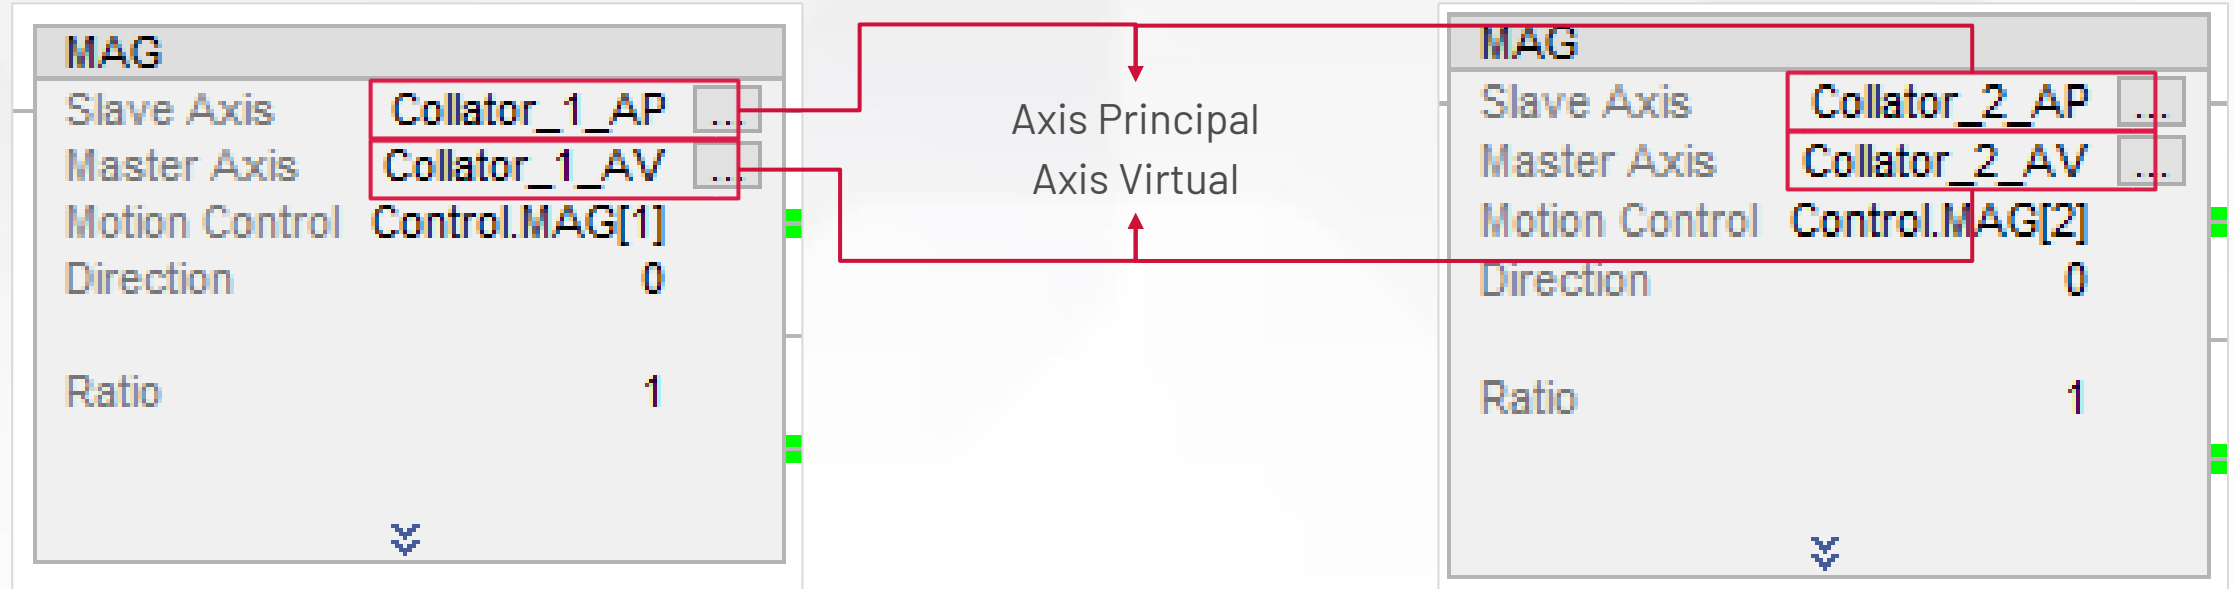 MAG
Slave Axis Collator_1_AP ...
Master Axis Collator_1_AV ...
Motion Control Control.MAG[1]
Direction 0
Ratio 1
Axis Principal
Axis Virtual
MAG
Slave Axis Collator_2_AP ...
Master Axis Collator_2_AV ...
Motion Control Control.MAG[2]
Direction 0
Ratio 1